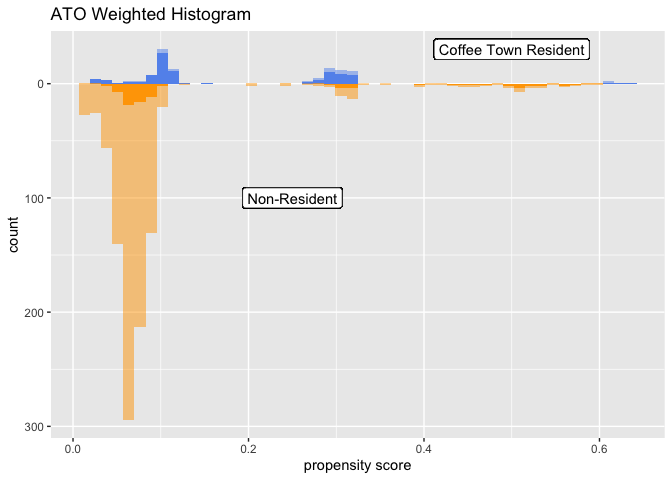 ATO Weighted Histogram
Coffee Town Resident
0
Non-Resident
100
count
200
300
0.0 0.2 0.4 0.6
propensity score